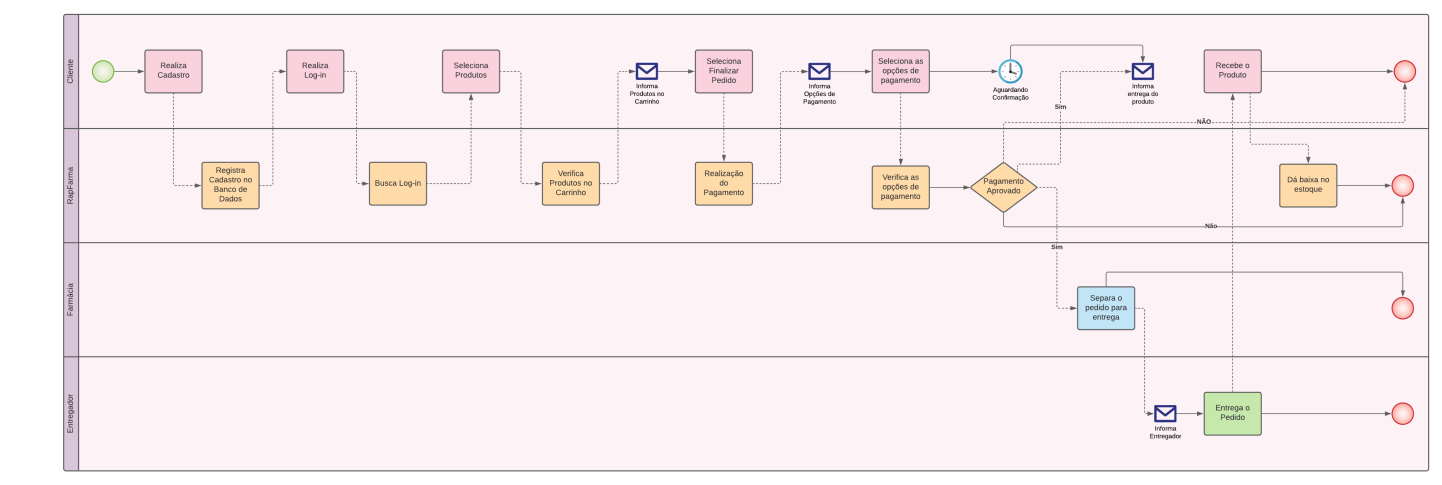 Cliente
Realiza
Cadastro
Realiza
Log-in
Seleciona
Produtos
Informa
Produtos no
Carrinho
Seleciona
Finalizar
Pedido
Informa
Opções de
Pagamento
Seleciona as
opções de
pagamento
Aguardando
Confirmação
Informa
entrega do
produto
Recebe o
Produto
Sim
NÃO
RapFarma
Registra
Cadastro no
Banco de
Dados
Busca Log-in
Verifica
Produtos no
Carrinho
Realização
do
Pagamento
Verifica as
opções de
pagamento
Pagamento
Aprovado
Dá baixa no
estoque
Não
Sim
Farmácia
Separa o
pedido para
entrega
Entregador
Informa
Entregador
Entrega o
Pedido